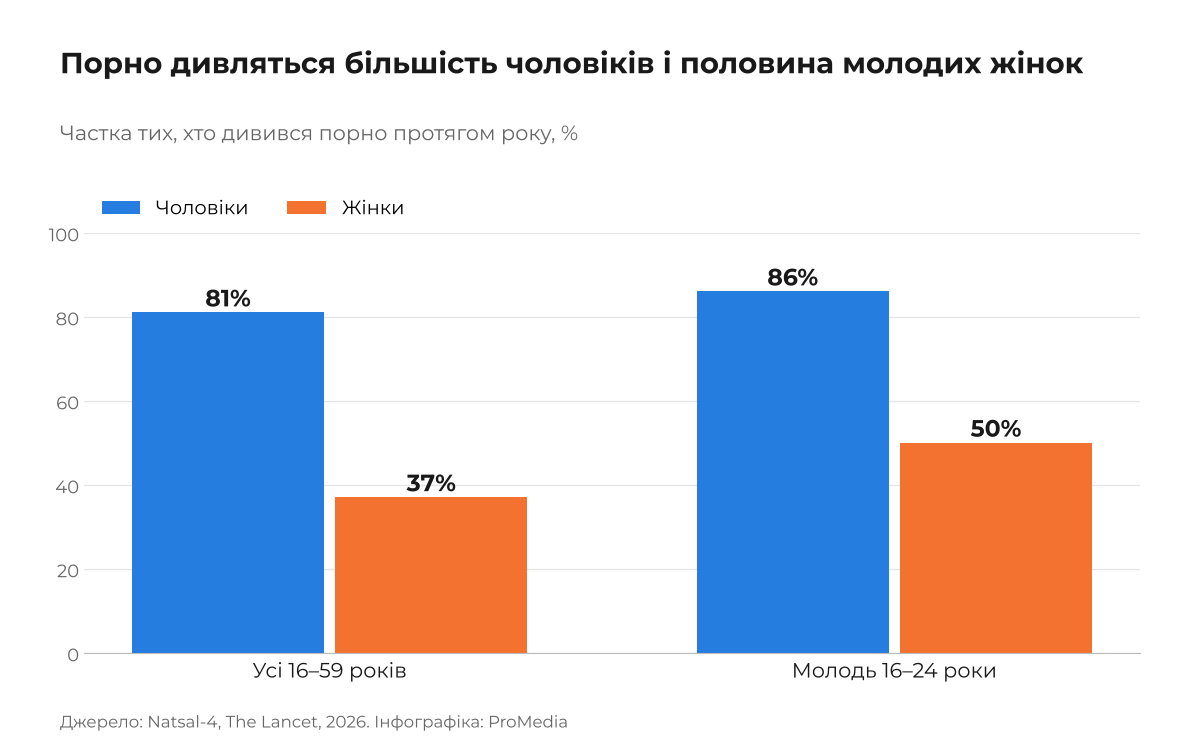 Порно дивляться більшість чоловіків і половина молодих жінок
Частка тих, хто дивився порно протягом року, %
Чоловіки Жінки
100
80
60
40
20
0
81%
37%
86%
50%
Усі 16–59 років
Молодь 16–24 роки
Джерело: Natsal-4, The Lancet, 2026. Інфографіка: ProMedia